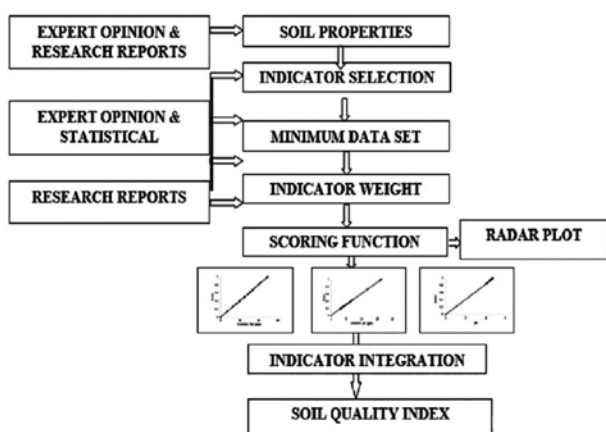 EXPERT OPINION &
RESEARCH REPORTS
SOIL PROPERTIES
INDICATOR SELECTION
EXPERT OPINION &
STATISTICAL
MINIMUM DATA SET
RESEARCH REPORTS
INDICATOR WEIGHT
SCORING FUNCTION
RADAR PLOT
INDICATOR INTEGRATION
SOIL QUALITY INDEX